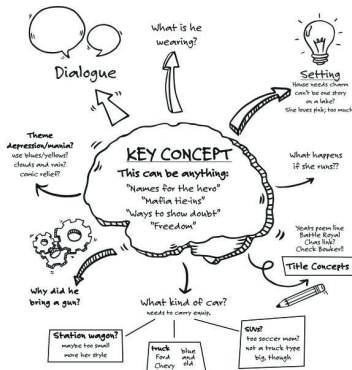 What is he
wearing?
Dialogue
Setting
House needs charm
can't be one story
on a lake?
She loves pink; too much
Theme
depression/mania?
use blues/yellows?
clouds and rain?
comic relief?
KEY CONCEPT
This can be anything:
"Names for the hero"
"Mafia tie-ins"
"Ways to show doubt"
"Freedom"
What happens
if she runs??
Yeats poem line
Battle Royal
Chas link?
Check Bowker!!
Title Concepts
Why did he
bring a gun?
What kind of car?
needs to carry equip.
Station wagon?
maybe too small
more her style
truck
Ford
Chevy
blue
and
old
SUVs?
too soccer mom?
not a truck type
big, though